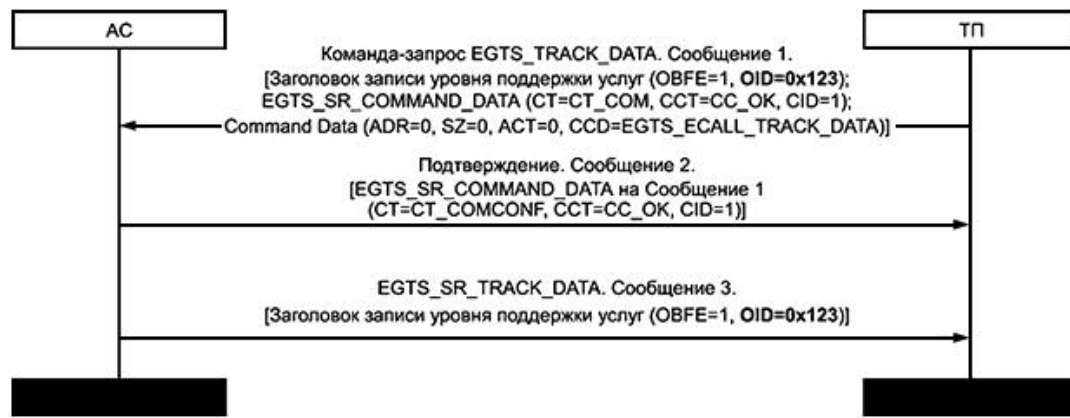 АС
ТП
Команда-запрос EGTS_TRACK_DATA. Сообщение 1.
[Заголовок записи уровня поддержки услуг (OBFE=1, OID=0x123);
EGTS_SR_COMMAND_DATA (CT=CT_COM, CCT=CC_OK, CID=1);
Command Data (ADR=0, SZ=0, ACT=0, CCD=EGTS_ECALL_TRACK_DATA)]
Подтверждение. Сообщение 2.
[EGTS_SR_COMMAND_DATA на Сообщение 1
(CT=CT_COMCONF, CCT=CC_OK, CID=1)]
EGTS_SR_TRACK_DATA. Сообщение 3.
[Заголовок записи уровня поддержки услуг (OBFE=1, OID=0x123)]